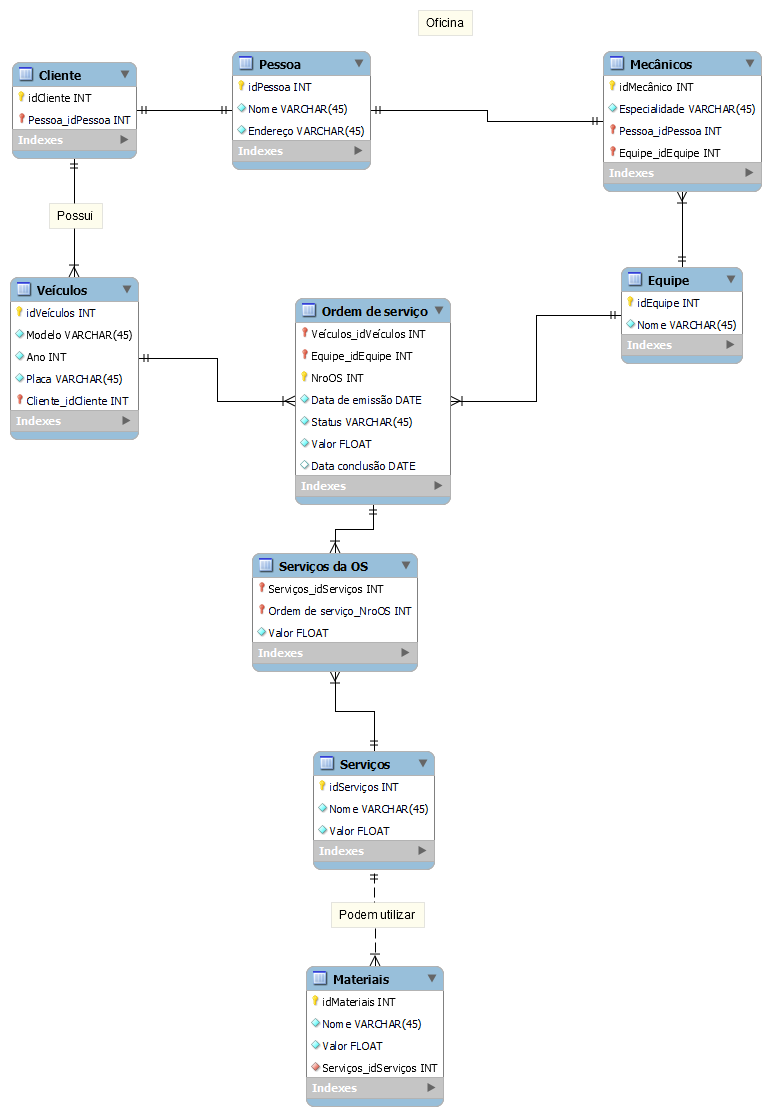 Oficina
Cliente
idCliente INT
Pessoa_idPessoa INT
Indexes
Pessoa
idPessoa INT
Nome VARCHAR(45)
Endereço VARCHAR(45)
Indexes
Mecânicos
idMecânico INT
Especialidade VARCHAR(45)
Pessoa_idPessoa INT
Equipe_idEquipe INT
Indexes
Possui
Veículos
idVeículos INT
Modelo VARCHAR(45)
Ano INT
Placa VARCHAR(45)
Cliente_idCliente INT
Indexes
Ordem de serviço
Veículos_idVeículos INT
Equipe_idEquipe INT
NroOS INT
Data de emissão DATE
Status VARCHAR(45)
Valor FLOAT
Data conclusão DATE
Indexes
Equipe
idEquipe INT
Nome VARCHAR(45)
Indexes
Serviços da OS
Serviços_idServiços INT
Ordem de serviço_NroOS INT
Valor FLOAT
Indexes
Serviços
idServiços INT
Nome VARCHAR(45)
Valor FLOAT
Indexes
Podem utilizar
Materiais
idMateriais INT
Nome VARCHAR(45)
Valor FLOAT
Serviços_idServiços INT
Indexes